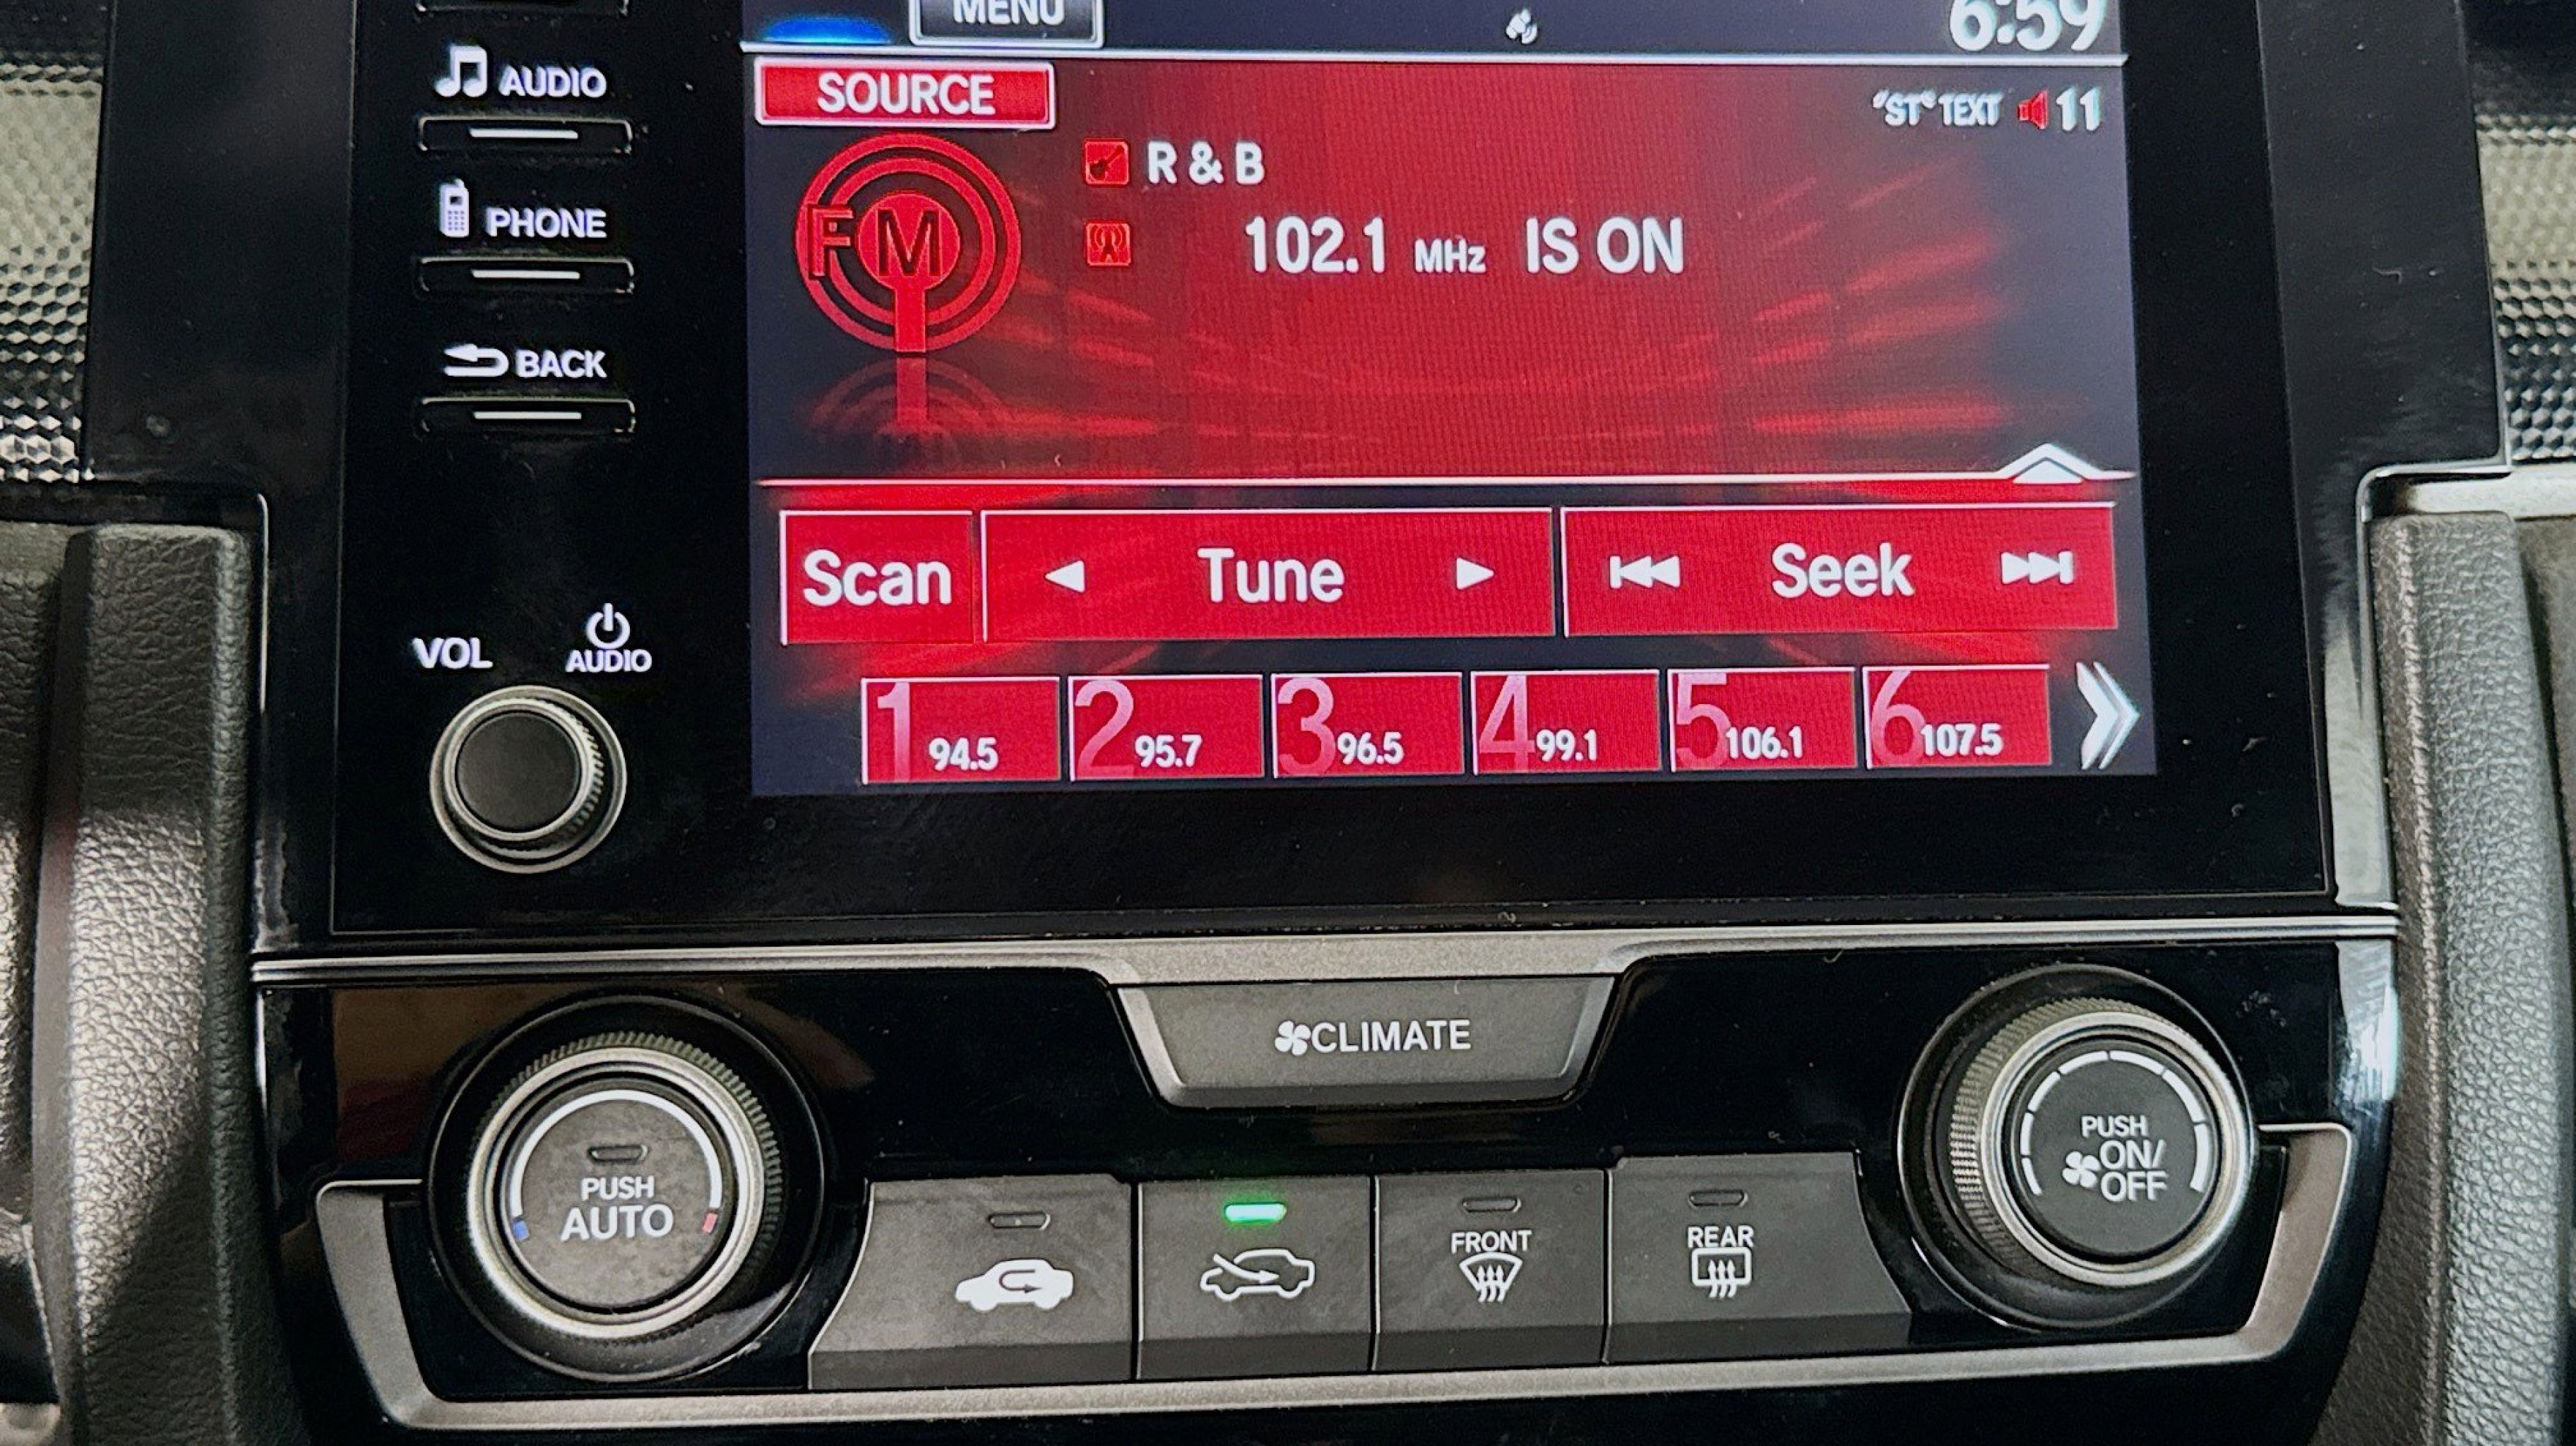 MENU
6:59
AUDIO
SOURCE
"ST" TEXT 11
R & B
PHONE
FM
102.1 MHz IS ON
BACK
Scan Tune Seek
VOL AUDIO
1 94.5 2 95.7 3 96.5 4 99.1 5 106.1 6 107.5
CLIMATE
PUSH
AUTO
FRONT
REAR
PUSH
ON/
OFF